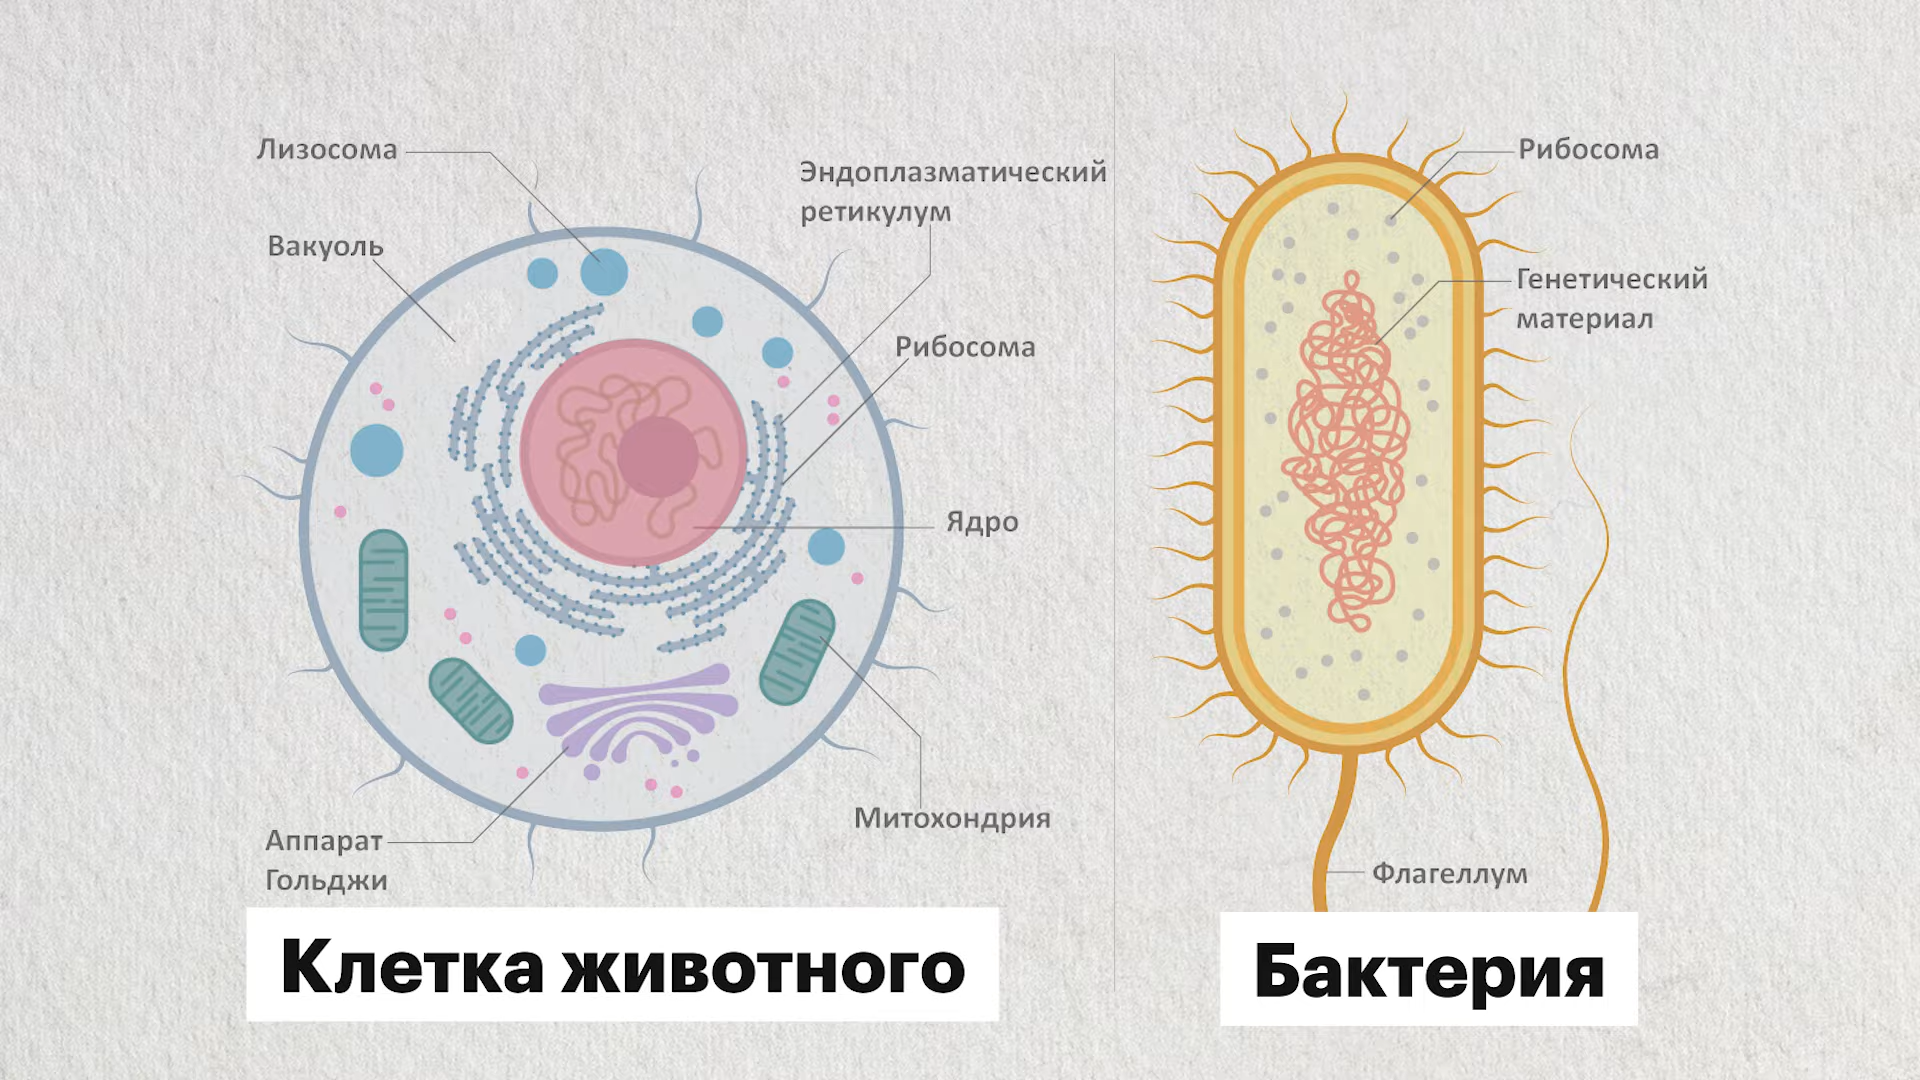 Лизосома
Вакуоль
Эндоплазматический
ретикулум
Рибосома
Ядро
Митохондрия
Аппарат
Гольджи
Клетка животного
Рибосома
Генетический
материал
Флагеллум
Бактерия